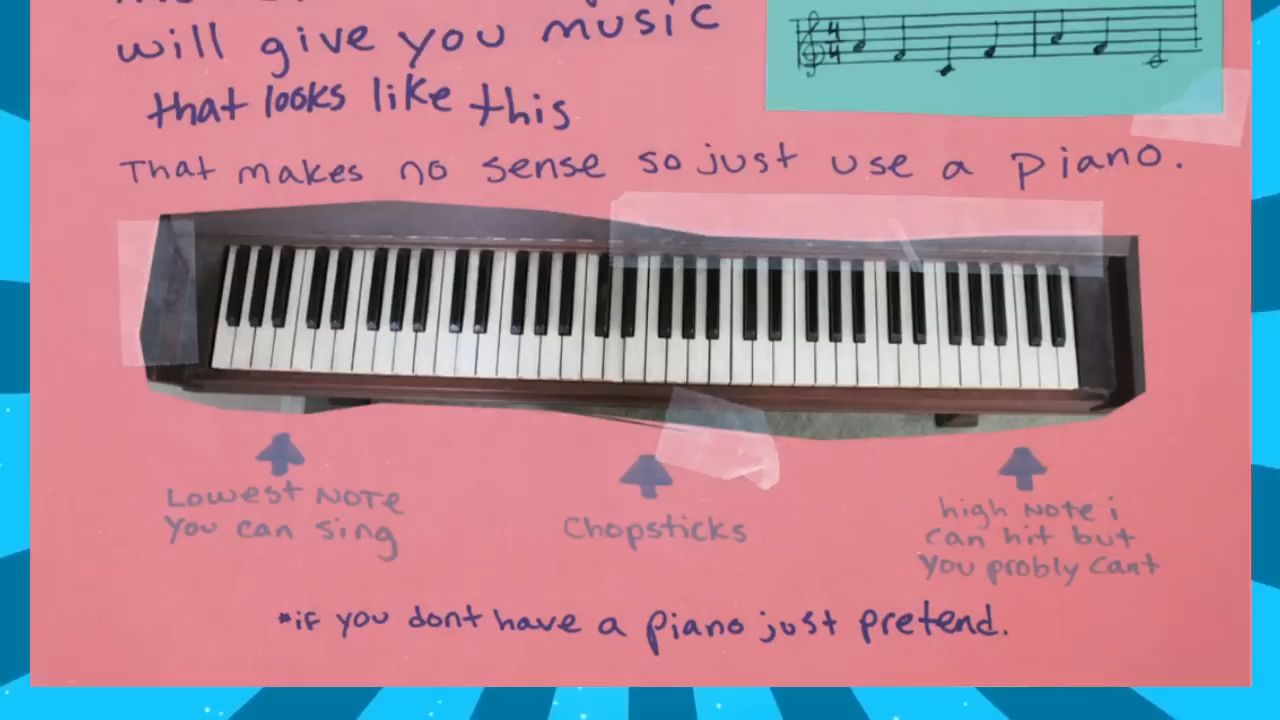 will give you music
that looks like this
That makes no sense so just use a piano.
Lowest NOTe
You can sing
Chopsticks
high NOTe i
can hit but
You probly cant
*if you dont have a piano just pretend.